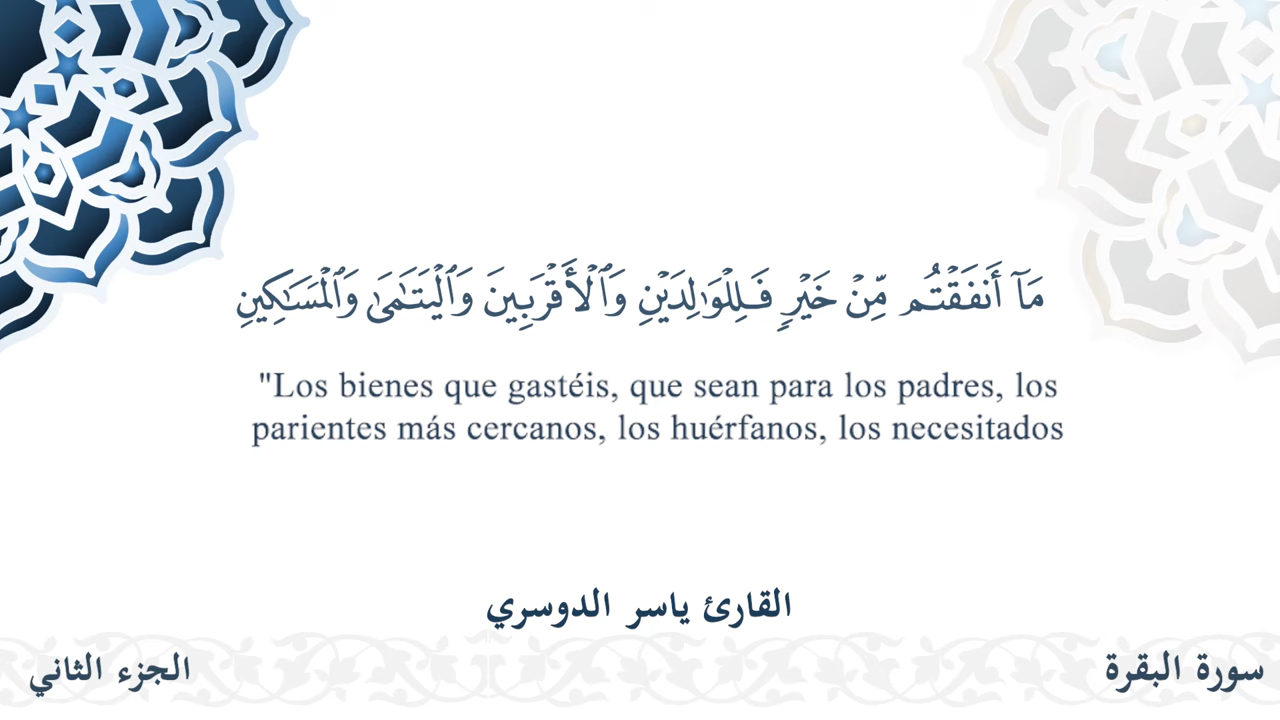 مَآ أَنفَقۡتُم مِّنۡ خَيۡرٖ فَلِلۡوَٰلِدَيۡنِ وَٱلۡأَقۡرَبِينَ وَٱلۡيَتَٰمَىٰ وَٱلۡمَسَٰكِينِ
"Los bienes que gastéis, que sean para los padres, los
parientes más cercanos, los huérfanos, los necesitados
القارئ ياسر الدوسري
سورة البقرة
الجزء الثاني